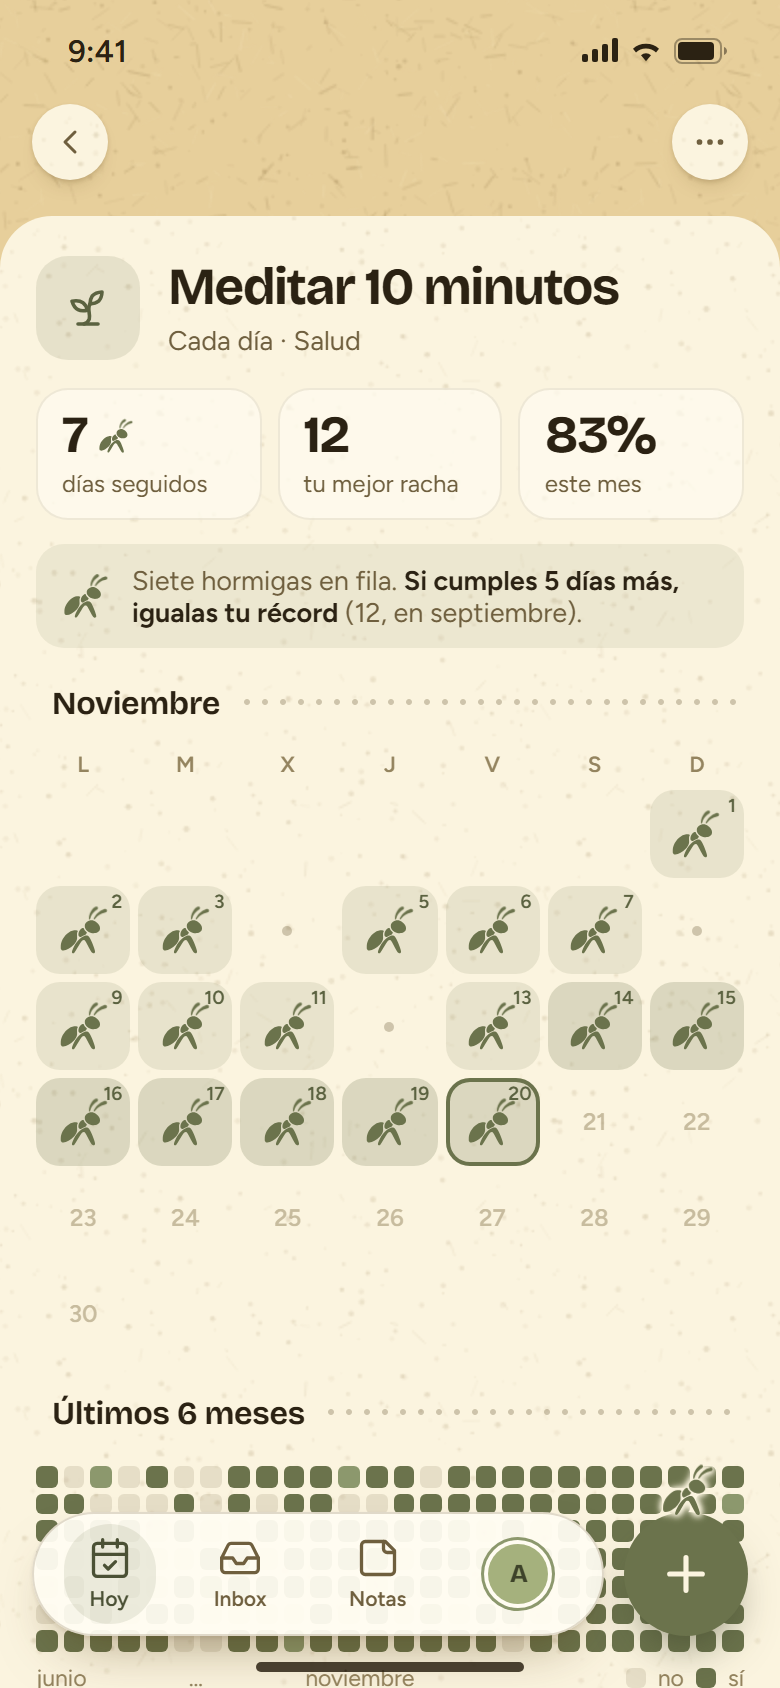 9:41
Meditar 10 minutos
Cada día · Salud
7
días seguidos
12
tu mejor racha
83%
este mes
Siete hormigas en fila. Si cumples 5 días más,
igualas tu récord (12, en septiembre).
Noviembre
L M X J V S D
1
2 3 5 6 7
9 10 11 13 14 15
16 17 18 19 20 21 22
23 24 25 26 27 28 29
30
Últimos 6 meses
Hoy Inbox Notas A
junio ... noviembre no sí